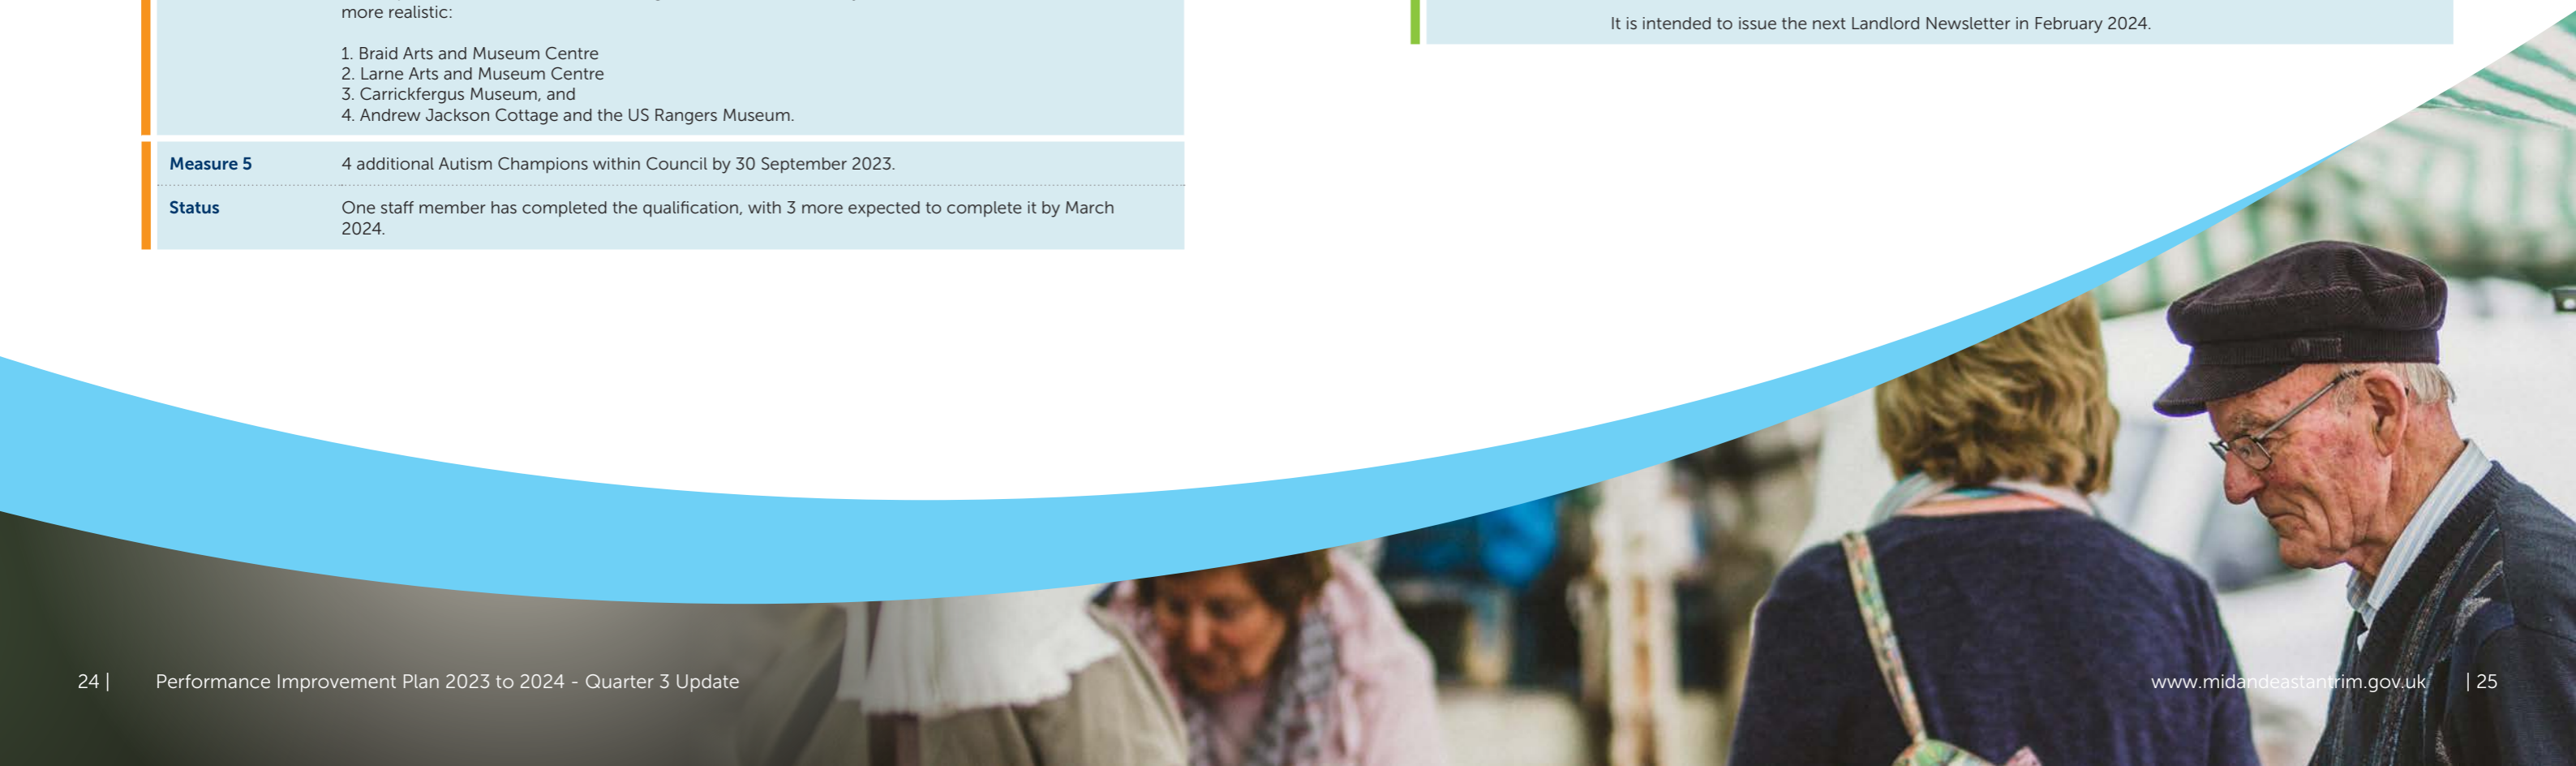 more realistic:
1. Braid Arts and Museum Centre
2. Larne Arts and Museum Centre
3. Carrickfergus Museum, and
4. Andrew Jackson Cottage and the US Rangers Museum.
Measure 5 4 additional Autism Champions within Council by 30 September 2023.
Status One staff member has completed the qualification, with 3 more expected to complete it by March
2024.
It is intended to issue the next Landlord Newsletter in February 2024.
24 | Performance Improvement Plan 2023 to 2024 - Quarter 3 Update
www.midandeastantrim.gov.uk | 25